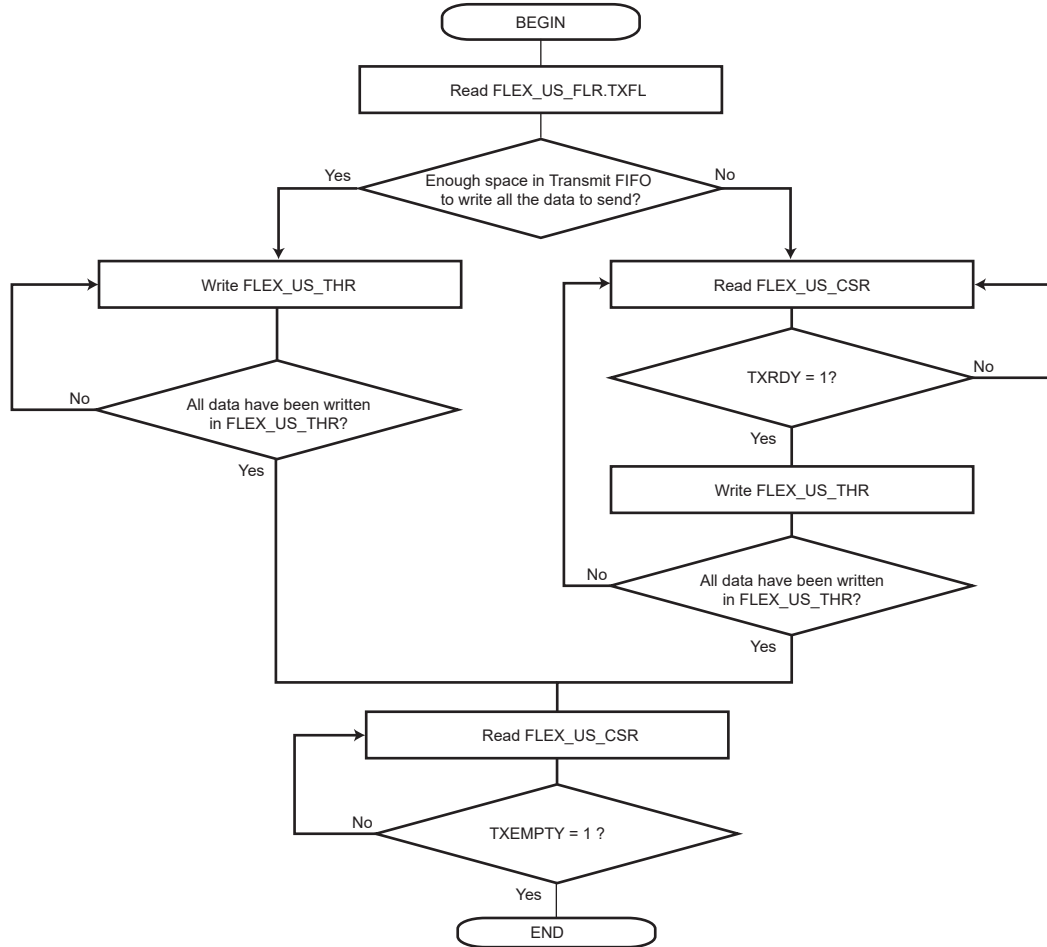 BEGIN
Read FLEX_US_FLR.TXFL
Yes
Enough space in Transmit FIFO
to write all the data to send?
No
Write FLEX_US_THR
Read FLEX_US_CSR
TXRDY = 1?
No
No
All data have been written
in FLEX_US_THR?
Yes
Yes
Write FLEX_US_THR
No
All data have been written
in FLEX_US_THR?
Yes
Read FLEX_US_CSR
No
TXEMPTY = 1 ?
Yes
END